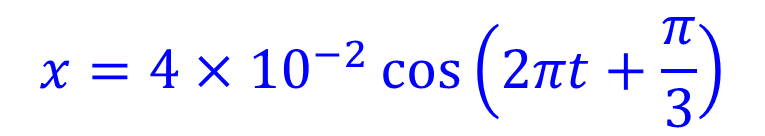 x = 4 × 10⁻² cos (2πt + π/3)